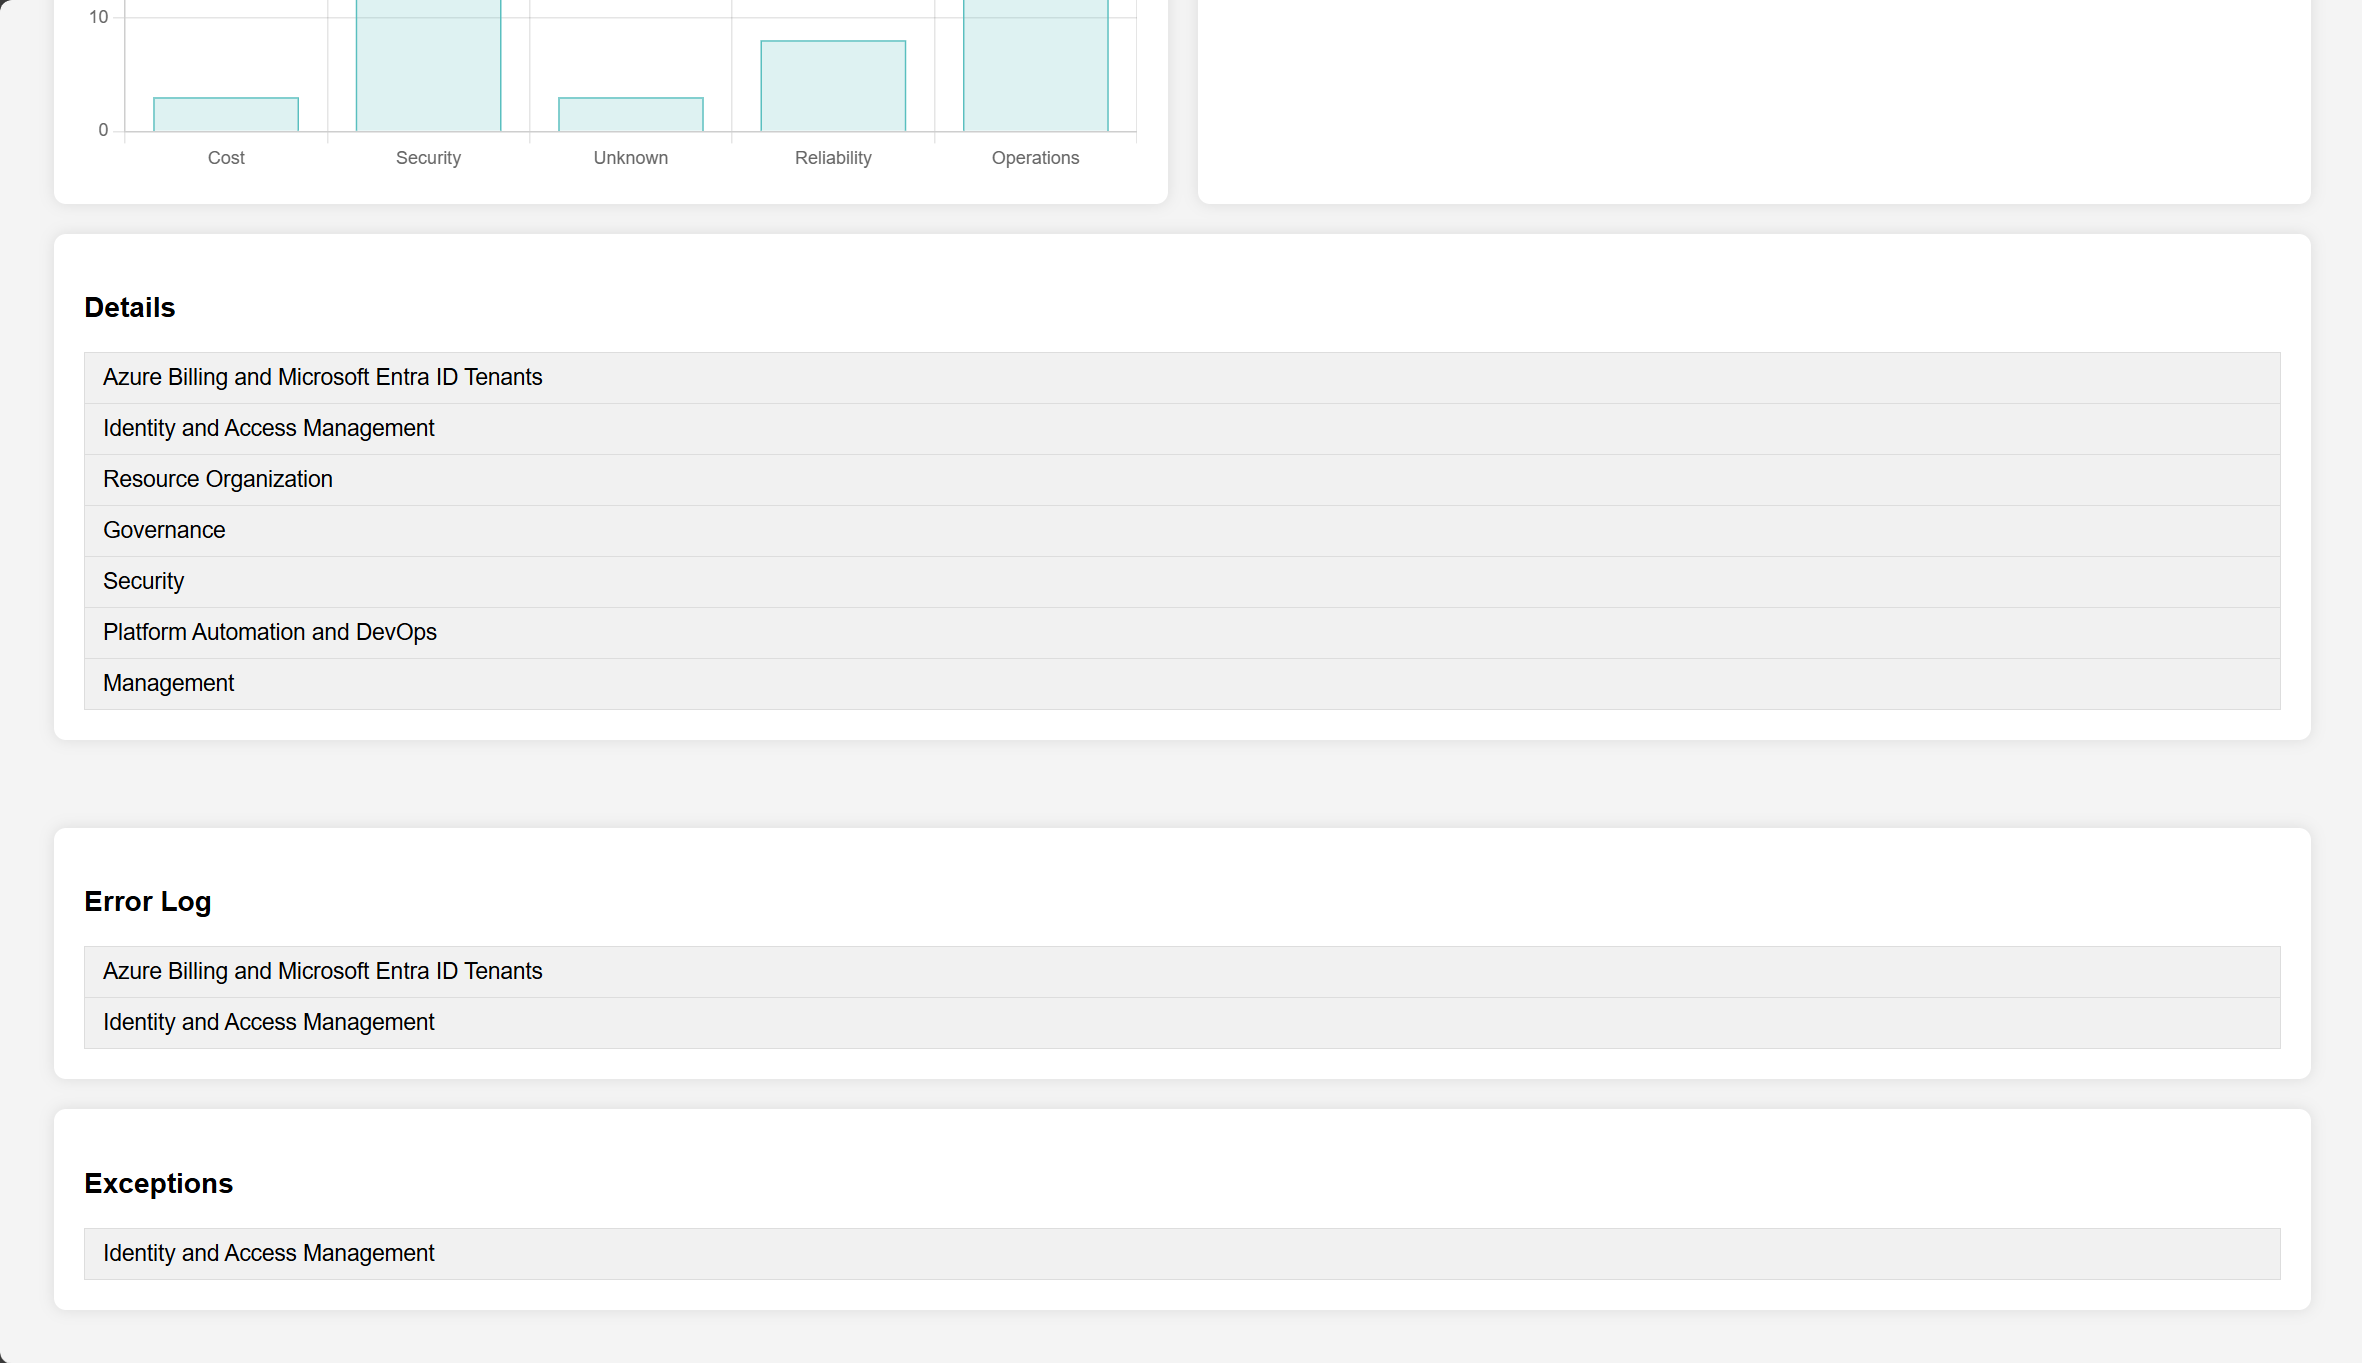 10
0
Cost Security Unknown Reliability Operations
Details
Azure Billing and Microsoft Entra ID Tenants
Identity and Access Management
Resource Organization
Governance
Security
Platform Automation and DevOps
Management
Error Log
Azure Billing and Microsoft Entra ID Tenants
Identity and Access Management
Exceptions
Identity and Access Management